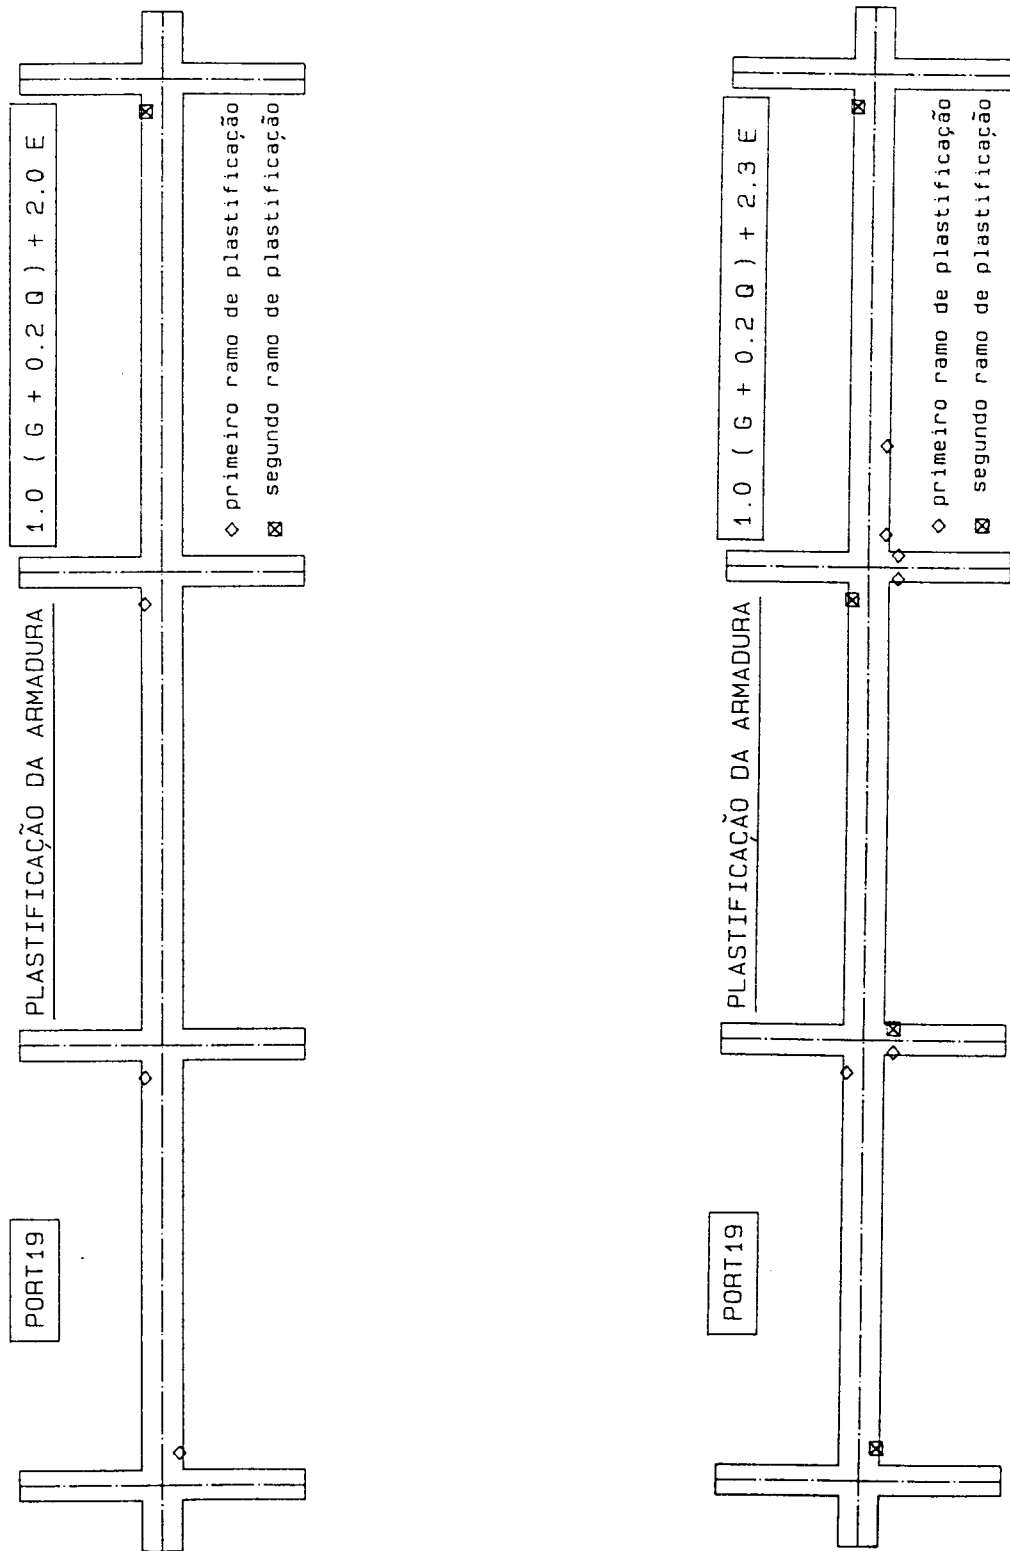 PORT19
PLASTIFICAÇÃO DA ARMADURA
1.0 ( G + 0.2 Q ) + 2.0 E
primeiro ramo de plastificação
segundo ramo de plastificação
PORT19
PLASTIFICAÇÃO DA ARMADURA
1.0 ( G + 0.2 Q ) + 2.3 E
primeiro ramo de plastificação
segundo ramo de plastificação